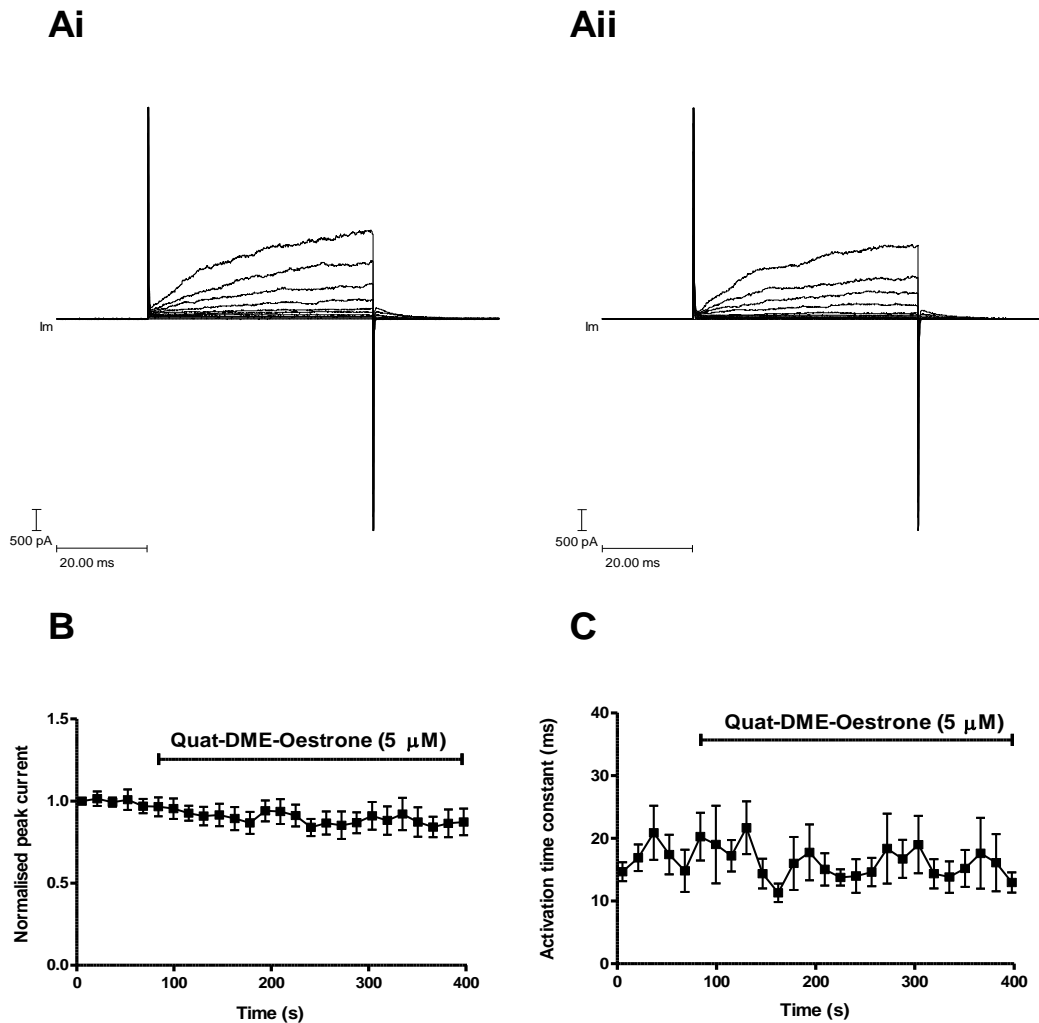 Ai
Aii
Im
Im
500 pA
20.00 ms
500 pA
20.00 ms
B
C
Normalised peak current
1.5
1.0
0.5
0.0
Quat-DME-Oestrone (5 μM)
0
100
200
300
400
Time (s)
Activation time constant (ms)
40
30
20
10
0
Quat-DME-Oestrone (5 μM)
0
100
200
300
400
Time (s)